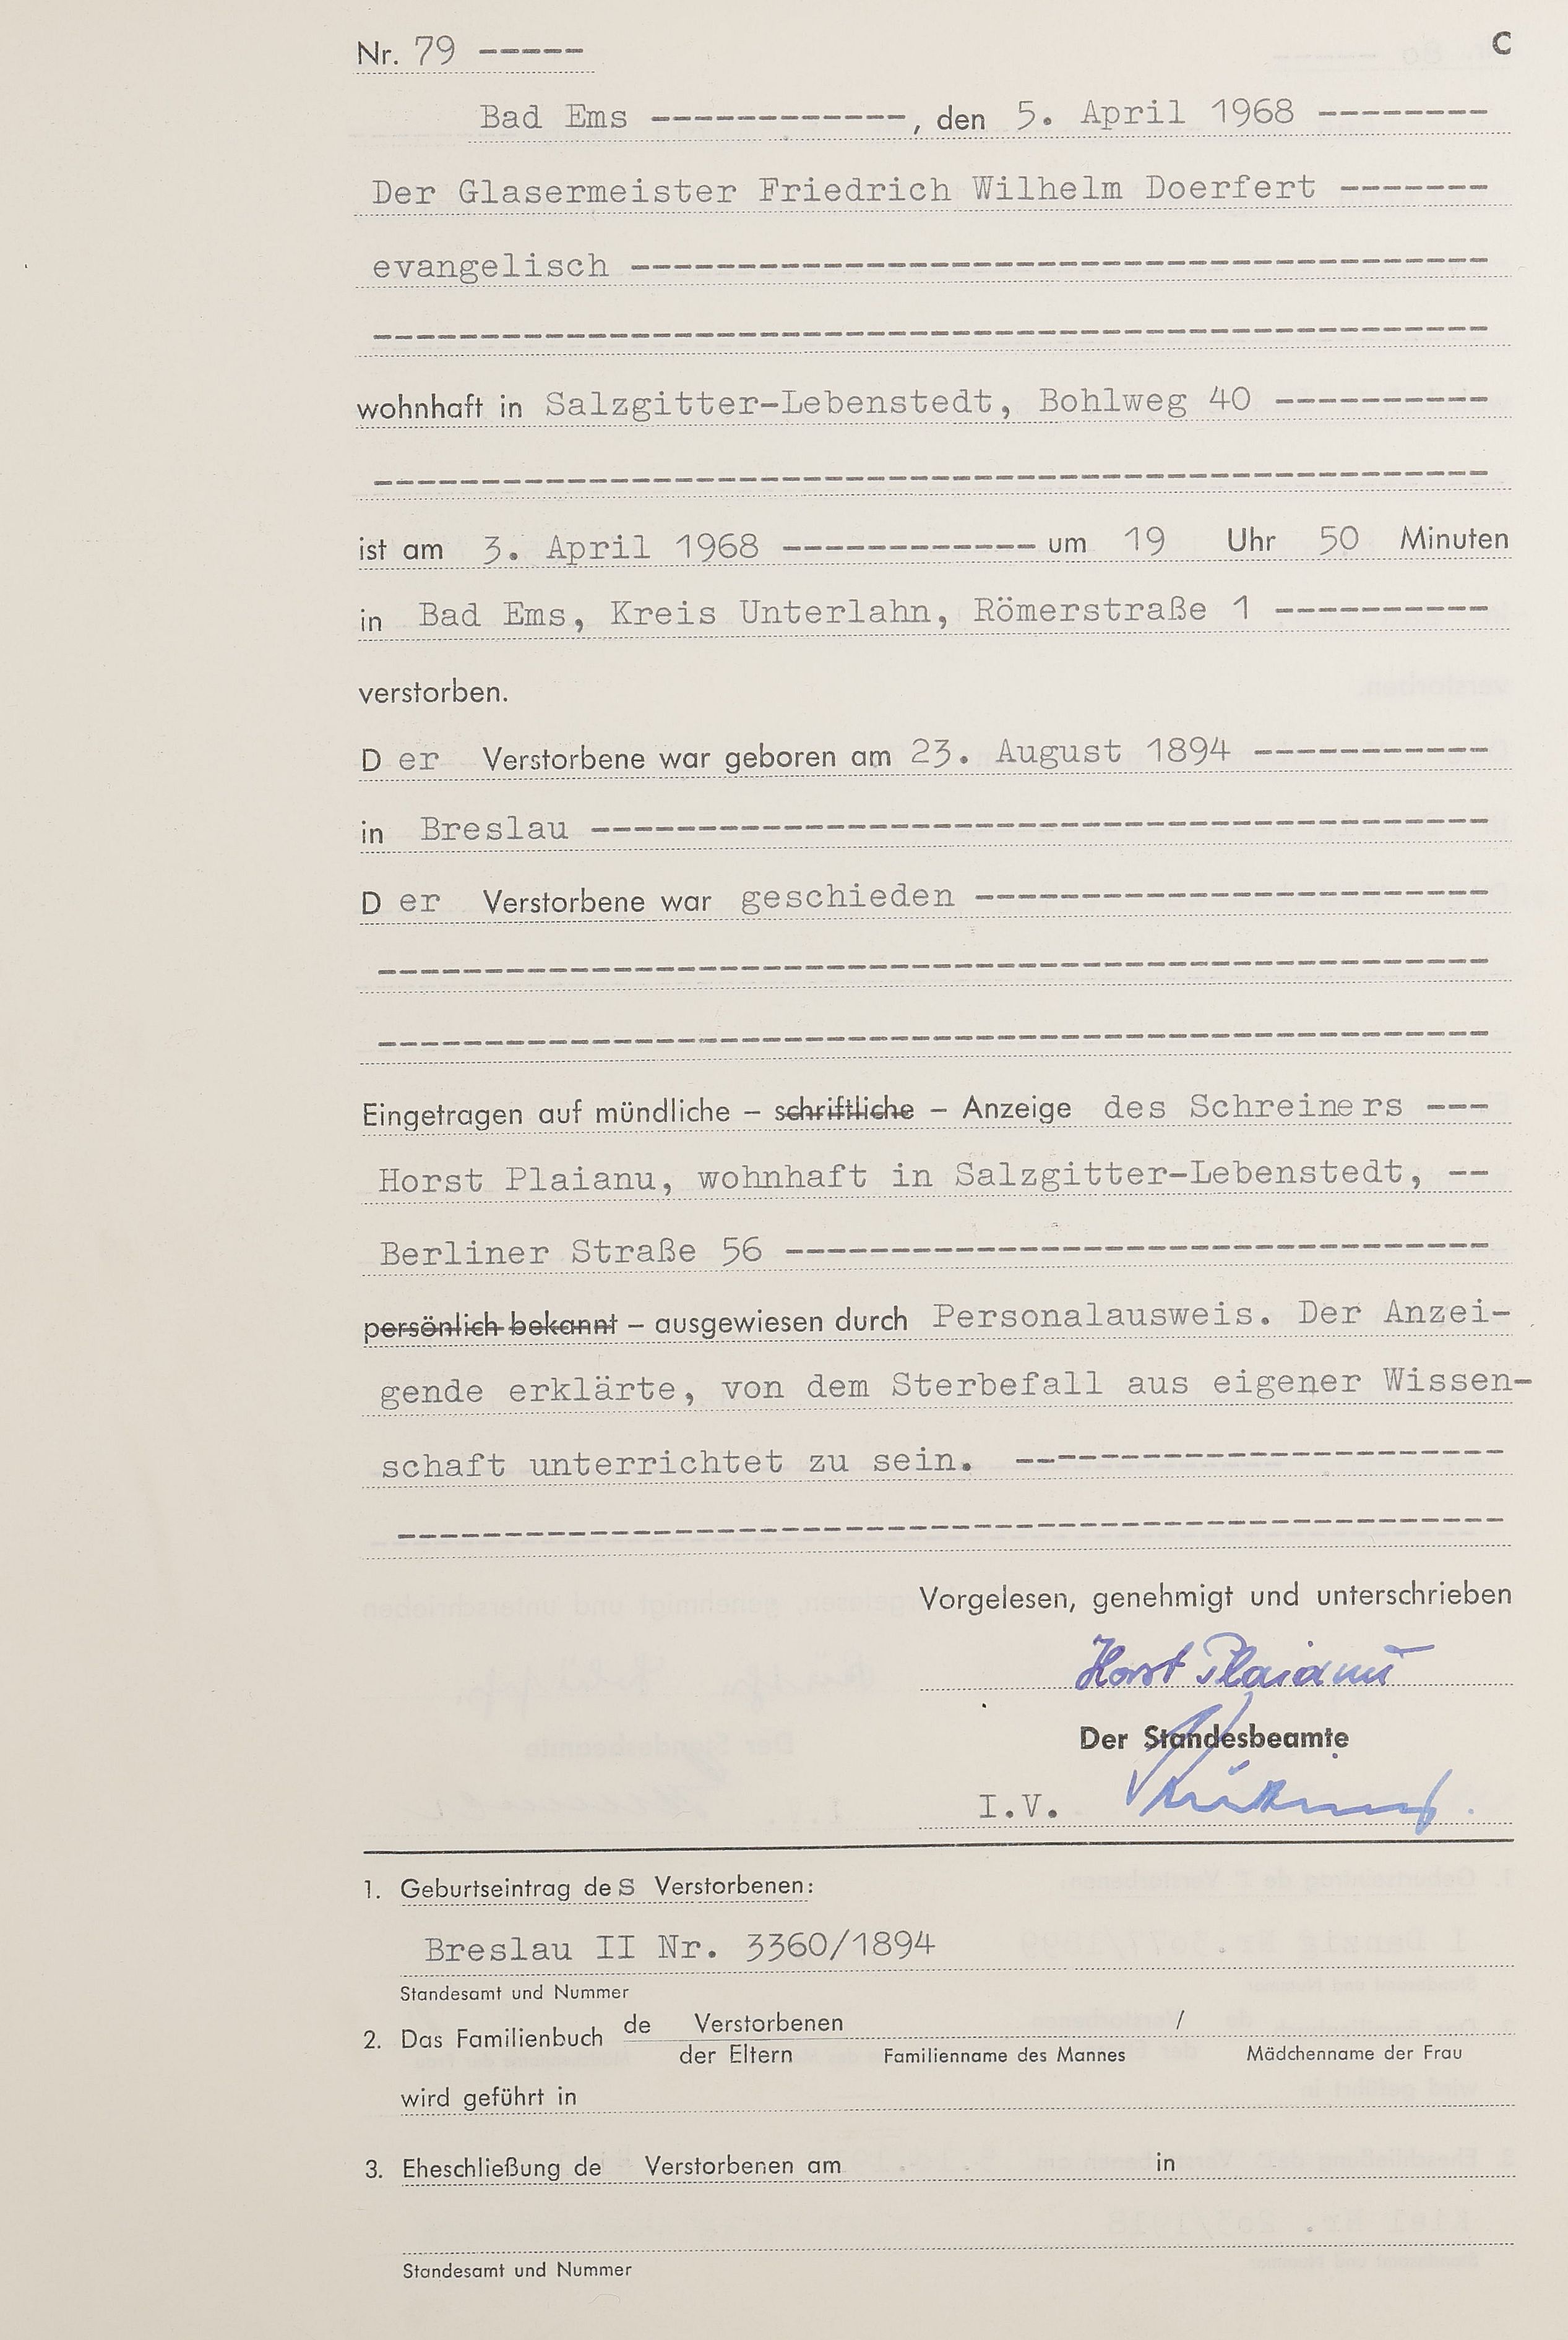 Nr. 79 ----- C
Bad Ems ------------, den 5. April 1968 --------
Der Glasermeister Friedrich Wilhelm Doerfert -------
evangelisch ----------------------------------------
----------------------------------------------------
wohnhaft in Salzgitter-Lebenstedt, Bohlweg 40 ----------
----------------------------------------------------
ist am 3. April 1968 ------------ um 19 Uhr 50 Minuten
in Bad Ems, Kreis Unterlahn, Römerstraße 1 ----------
verstorben.
D er Verstorbene war geboren am 23. August 1894 -----------
in Breslau ------------------------------------------
D er Verstorbene war geschieden ------------------------
----------------------------------------------------
----------------------------------------------------
Eingetragen auf mündliche – schriftliche – Anzeige des Schreiners ---
Horst Plaianu, wohnhaft in Salzgitter-Lebenstedt, --
Berliner Straße 56 ---------------------------------
persönlich bekannt – ausgewiesen durch Personalausweis. Der Anzei-
gende erklärte, von dem Sterbefall aus eigener Wissen-
schaft unterrichtet zu sein. -----------------------
----------------------------------------------------
Vorgelesen, genehmigt und unterschrieben
Horst Plaianu
Der Standesbeamte
I.V.
1. Geburtseintrag des Verstorbenen:
Breslau II Nr. 3360/1894
Standesamt und Nummer
2. Das Familienbuch de Verstorbenen /
der Eltern Familienname des Mannes Mädchenname der Frau
wird geführt in
3. Eheschließung de Verstorbenen am in
Standesamt und Nummer